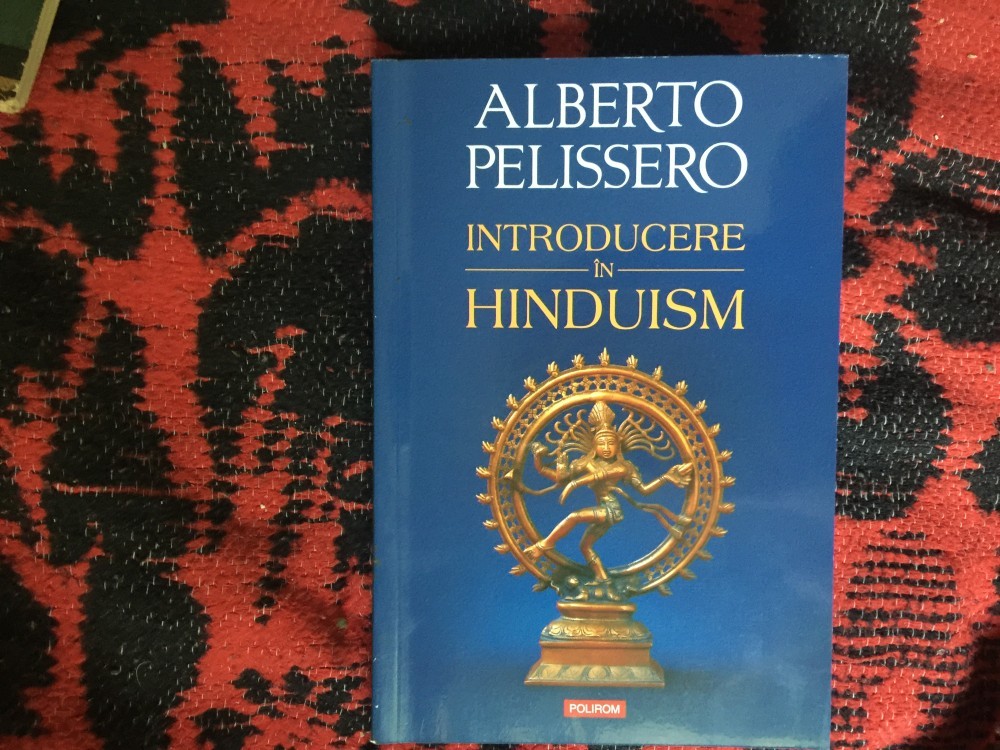 ALBERTO
PELISSERO
INTRODUCERE
ÎN
HINDUISM
POLIROM